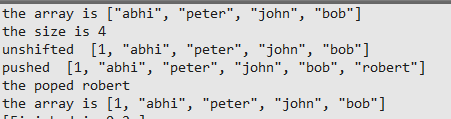 the array is ["abhi", "peter", "john", "bob"]
the size is 4
unshifted  [1, "abhi", "peter", "john", "bob"]
pushed  [1, "abhi", "peter", "john", "bob", "robert"]
the poped robert
the array is [1, "abhi", "peter", "john", "bob"]